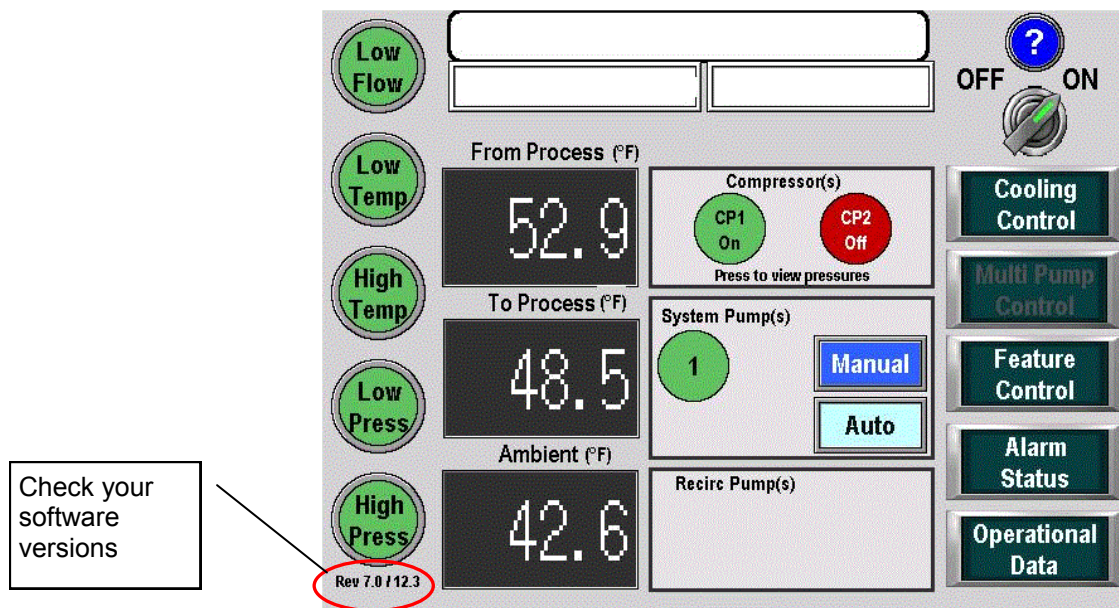 Low
Flow
Low
Temp
High
Temp
Low
Press
High
Press
Rev 7.0 / 12.3
Check your
software
versions
From Process (°F)
52.9
To Process (°F)
48.5
Ambient (°F)
42.6
Compressor(s)
CP1
On
CP2
Off
Press to view pressures
System Pump(s)
1
Manual
Auto
Recirc Pump(s)
?
OFF ON
Cooling
Control
Multi Pump
Control
Feature
Control
Alarm
Status
Operational
Data